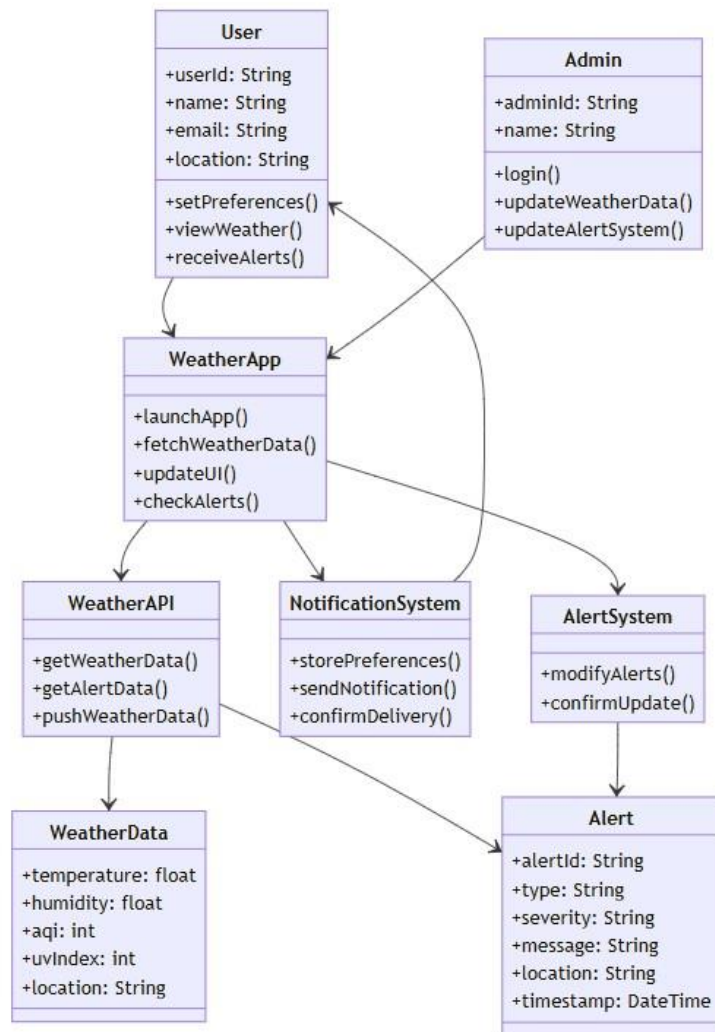 User
+userId: String
+name: String
+email: String
+location: String
+setPreferences()
+viewWeather()
+receiveAlerts()
Admin
+adminId: String
+name: String
+login()
+updateWeatherData()
+updateAlertSystem()
WeatherApp
+launchApp()
+fetchWeatherData()
+updateUI()
+checkAlerts()
WeatherAPI
+getWeatherData()
+getAlertData()
+pushWeatherData()
NotificationSystem
+storePreferences()
+sendNotification()
+confirmDelivery()
AlertSystem
+modifyAlerts()
+confirmUpdate()
WeatherData
+temperature: float
+humidity: float
+aqi: int
+uvIndex: int
+location: String
Alert
+alertId: String
+type: String
+severity: String
+message: String
+location: String
+timestamp: DateTime